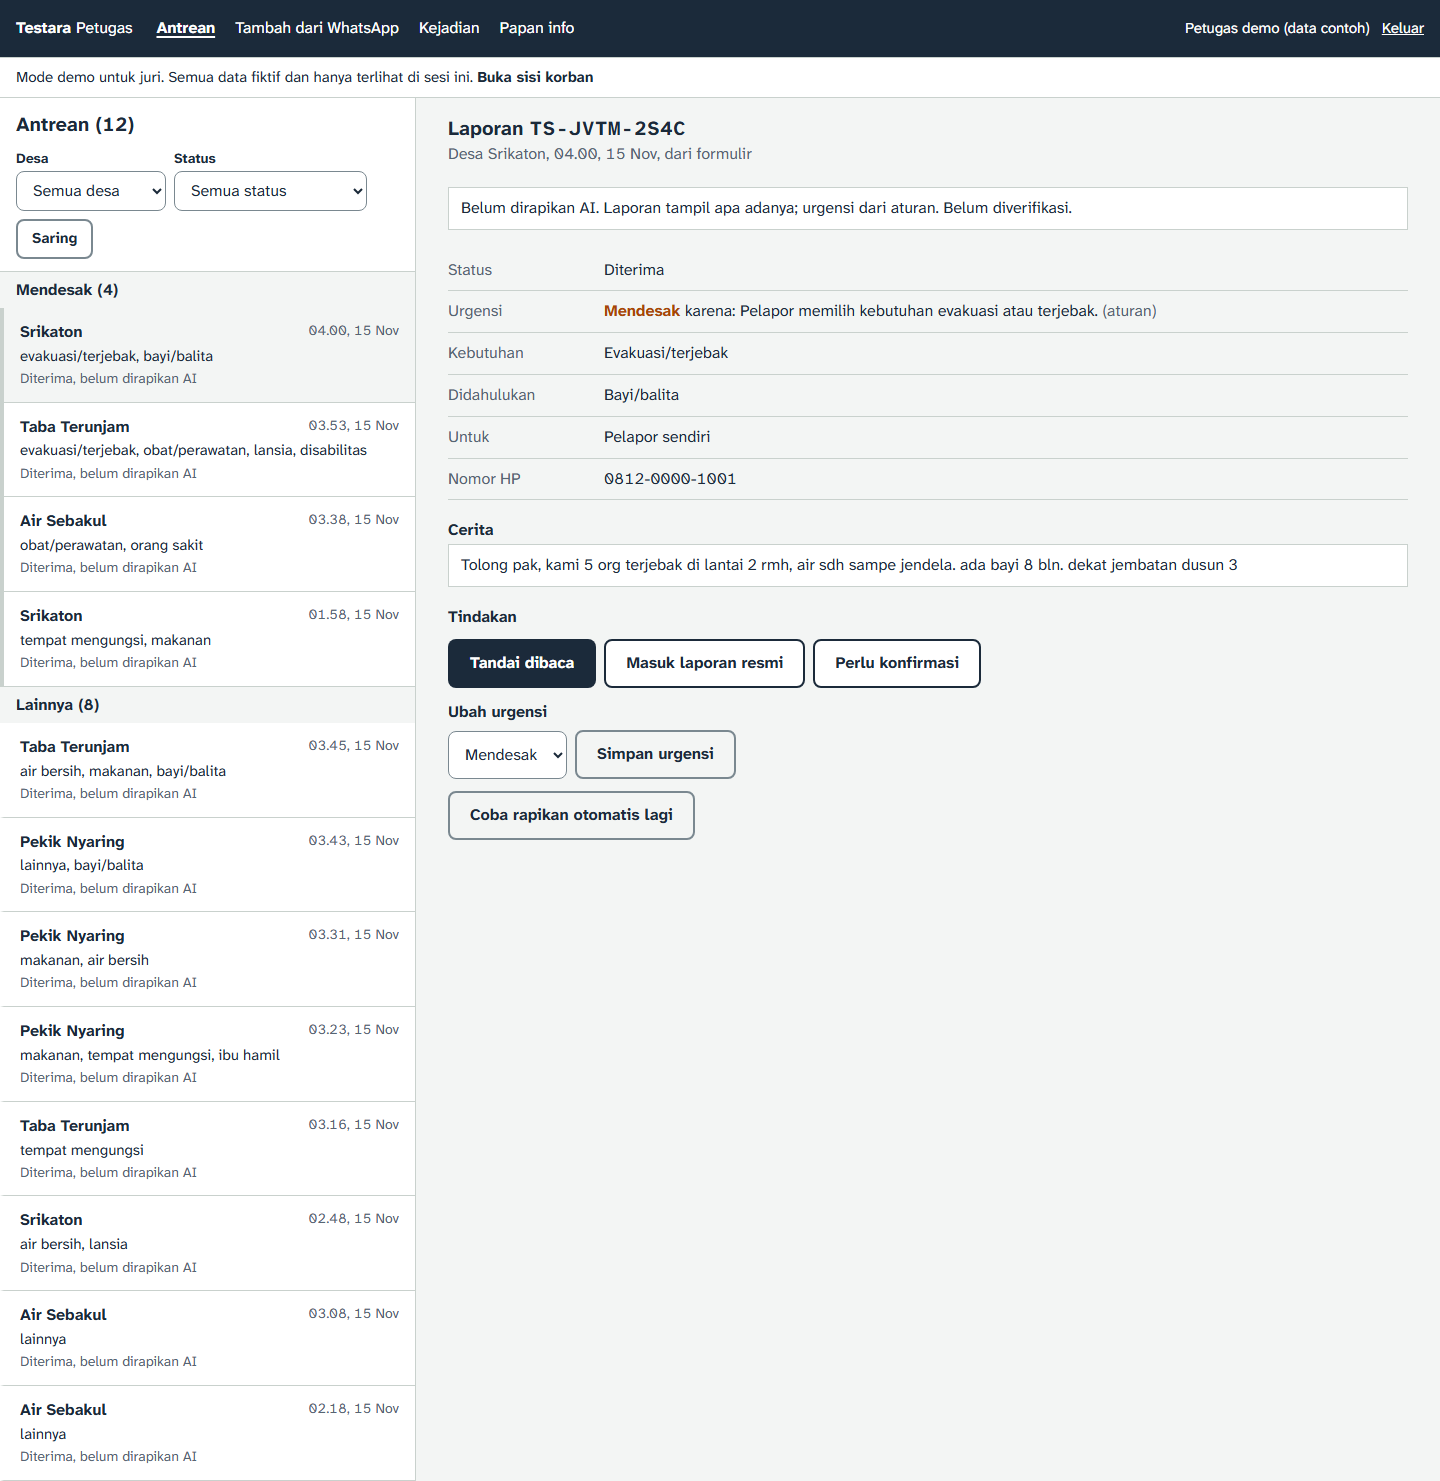 Testara Petugas Antrean Tambah dari WhatsApp Kejadian Papan info Petugas demo (data contoh) Keluar
Mode demo untuk juri. Semua data fiktif dan hanya terlihat di sesi ini. Buka sisi korban
Antrean (12)
Desa Status
Semua desa Semua status
Saring
Mendesak (4)
Srikaton 04.00, 15 Nov
evakuasi/terjebak, bayi/balita
Diterima, belum dirapikan AI
Taba Terunjam 03.53, 15 Nov
evakuasi/terjebak, obat/perawatan, lansia, disabilitas
Diterima, belum dirapikan AI
Air Sebakul 03.38, 15 Nov
obat/perawatan, orang sakit
Diterima, belum dirapikan AI
Srikaton 01.58, 15 Nov
tempat mengungsi, makanan
Diterima, belum dirapikan AI
Lainnya (8)
Taba Terunjam 03.45, 15 Nov
air bersih, makanan, bayi/balita
Diterima, belum dirapikan AI
Pekik Nyaring 03.43, 15 Nov
lainnya, bayi/balita
Diterima, belum dirapikan AI
Pekik Nyaring 03.31, 15 Nov
makanan, air bersih
Diterima, belum dirapikan AI
Pekik Nyaring 03.23, 15 Nov
makanan, tempat mengungsi, ibu hamil
Diterima, belum dirapikan AI
Taba Terunjam 03.16, 15 Nov
tempat mengungsi
Diterima, belum dirapikan AI
Srikaton 02.48, 15 Nov
air bersih, lansia
Diterima, belum dirapikan AI
Air Sebakul 03.08, 15 Nov
lainnya
Diterima, belum dirapikan AI
Air Sebakul 02.18, 15 Nov
lainnya
Diterima, belum dirapikan AI
Laporan TS-JVTM-2S4C
Desa Srikaton, 04.00, 15 Nov, dari formulir
Belum dirapikan AI. Laporan tampil apa adanya; urgensi dari aturan. Belum diverifikasi.
Status Diterima
Urgensi Mendesak karena: Pelapor memilih kebutuhan evakuasi atau terjebak. (aturan)
Kebutuhan Evakuasi/terjebak
Didahulukan Bayi/balita
Untuk Pelapor sendiri
Nomor HP 0812-0000-1001
Cerita
Tolong pak, kami 5 org terjebak di lantai 2 rmh, air sdh sampe jendela. ada bayi 8 bln. dekat jembatan dusun 3
Tindakan
Tandai dibaca Masuk laporan resmi Perlu konfirmasi
Ubah urgensi
Mendesak Simpan urgensi
Coba rapikan otomatis lagi